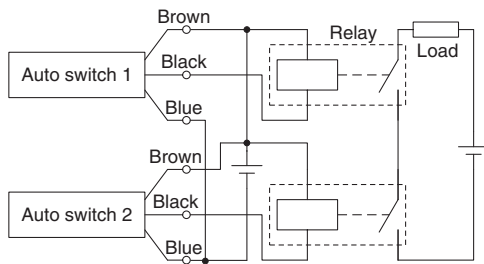 Brown
Relay
Load
Black
Auto switch 1
Blue
Brown
Black
Auto switch 2
Blue